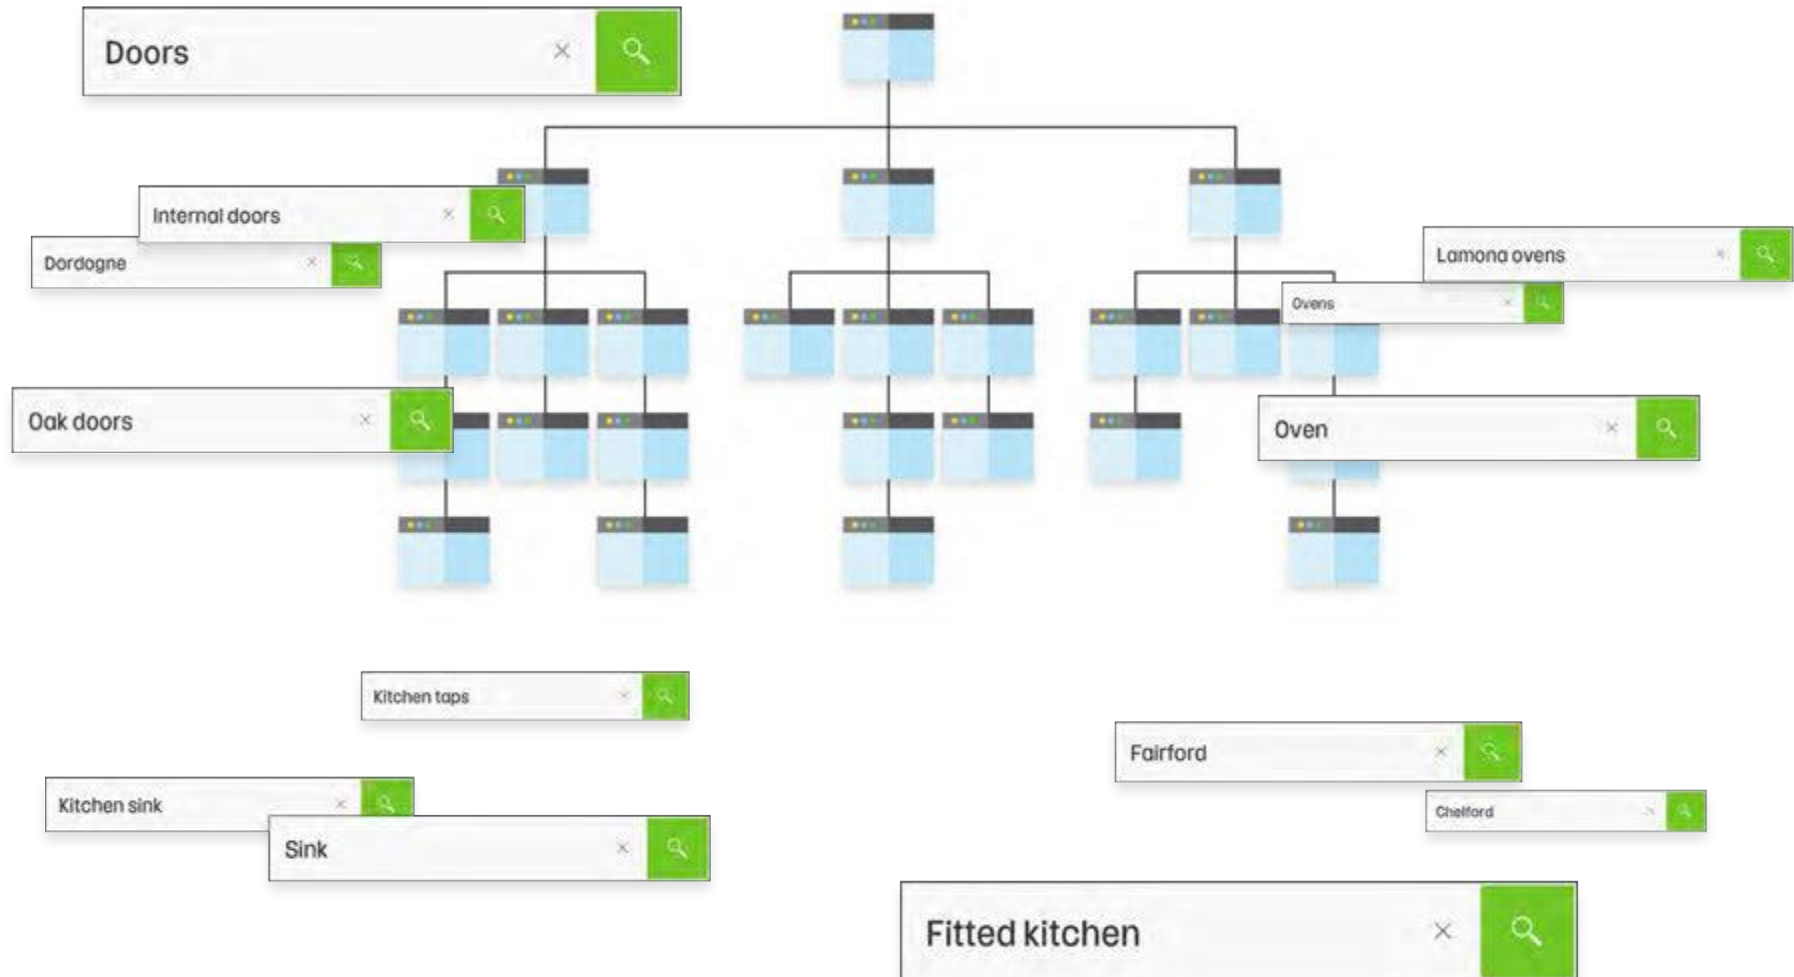 Doors
Internal doors
Dordogne
Lamona ovens
Ovens
Oak doors
Oven
Kitchen taps
Fairford
Kitchen sink
Chelford
Sink
Fitted kitchen